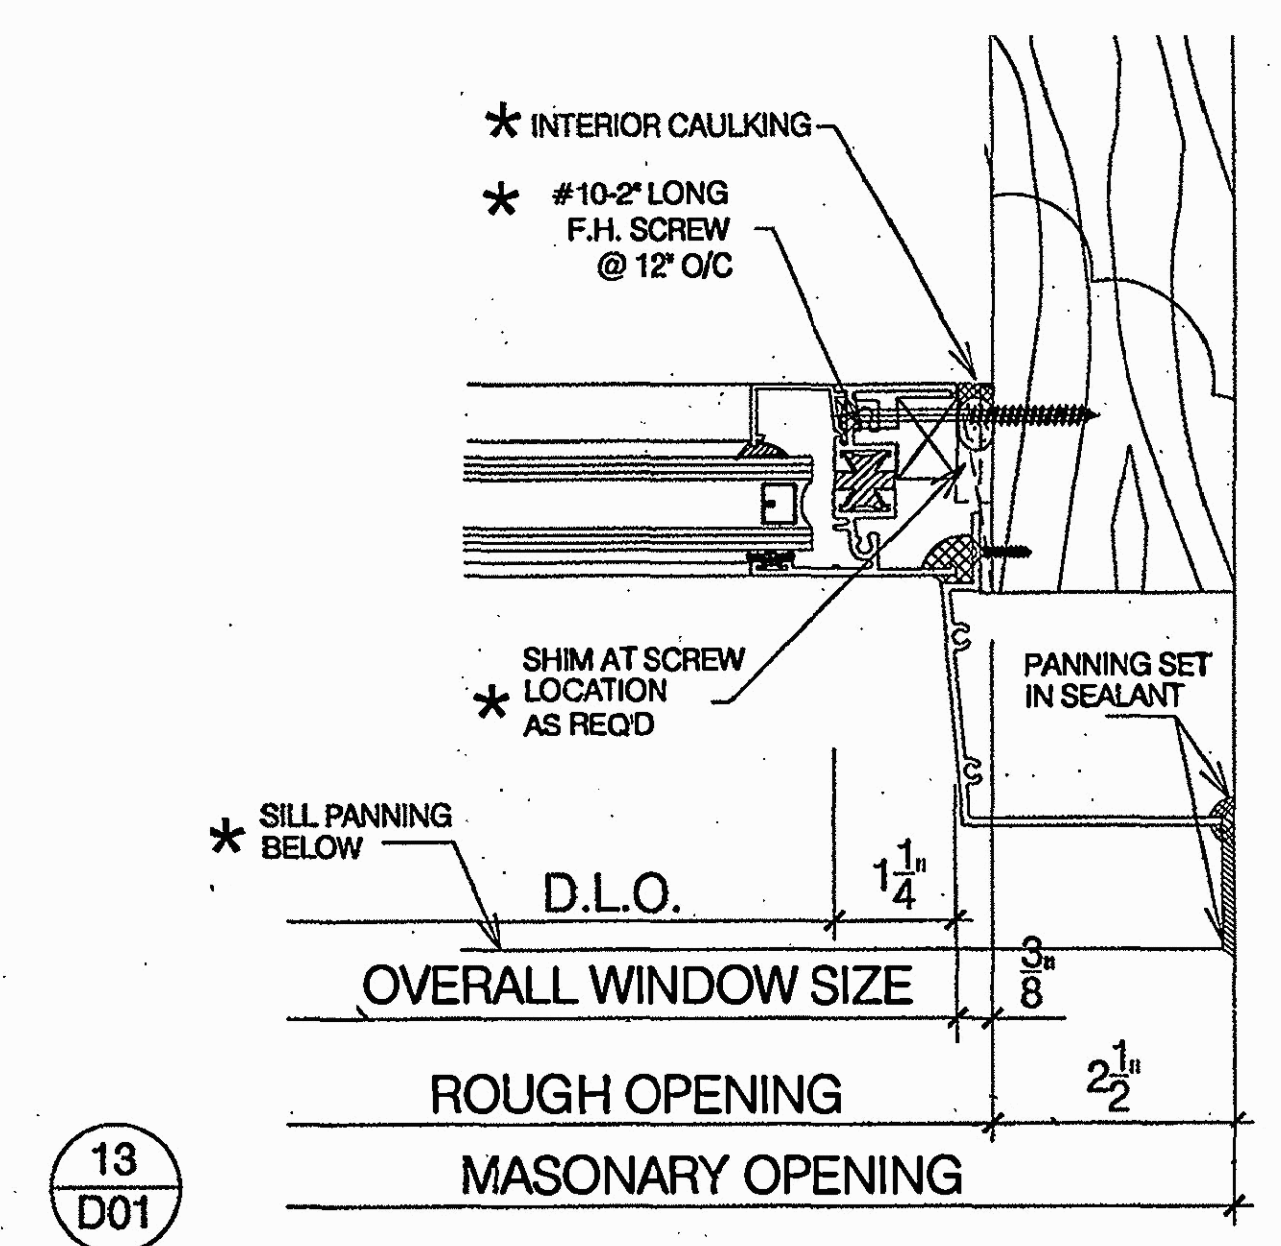 * INTERIOR CAULKING
* #10-2" LONG
F.H. SCREW
@ 12" O/C
SHIM AT SCREW
* LOCATION
AS REQ'D
PANNING SET
IN SEALANT
* SILL PANNING
BELOW
D.L.O.
1 1/4"
OVERALL WINDOW SIZE
3/8"
ROUGH OPENING
2 1/2"
MASONARY OPENING
13
D01